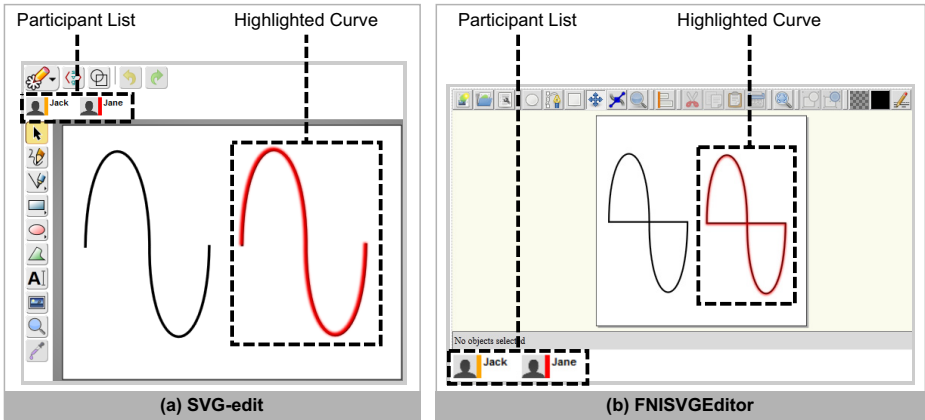 Participant List
Highlighted Curve
Jack
Jane
A
(a) SVG-edit
Participant List
Highlighted Curve
No objects selected
Jack
Jane
(b) FNISVGEditor